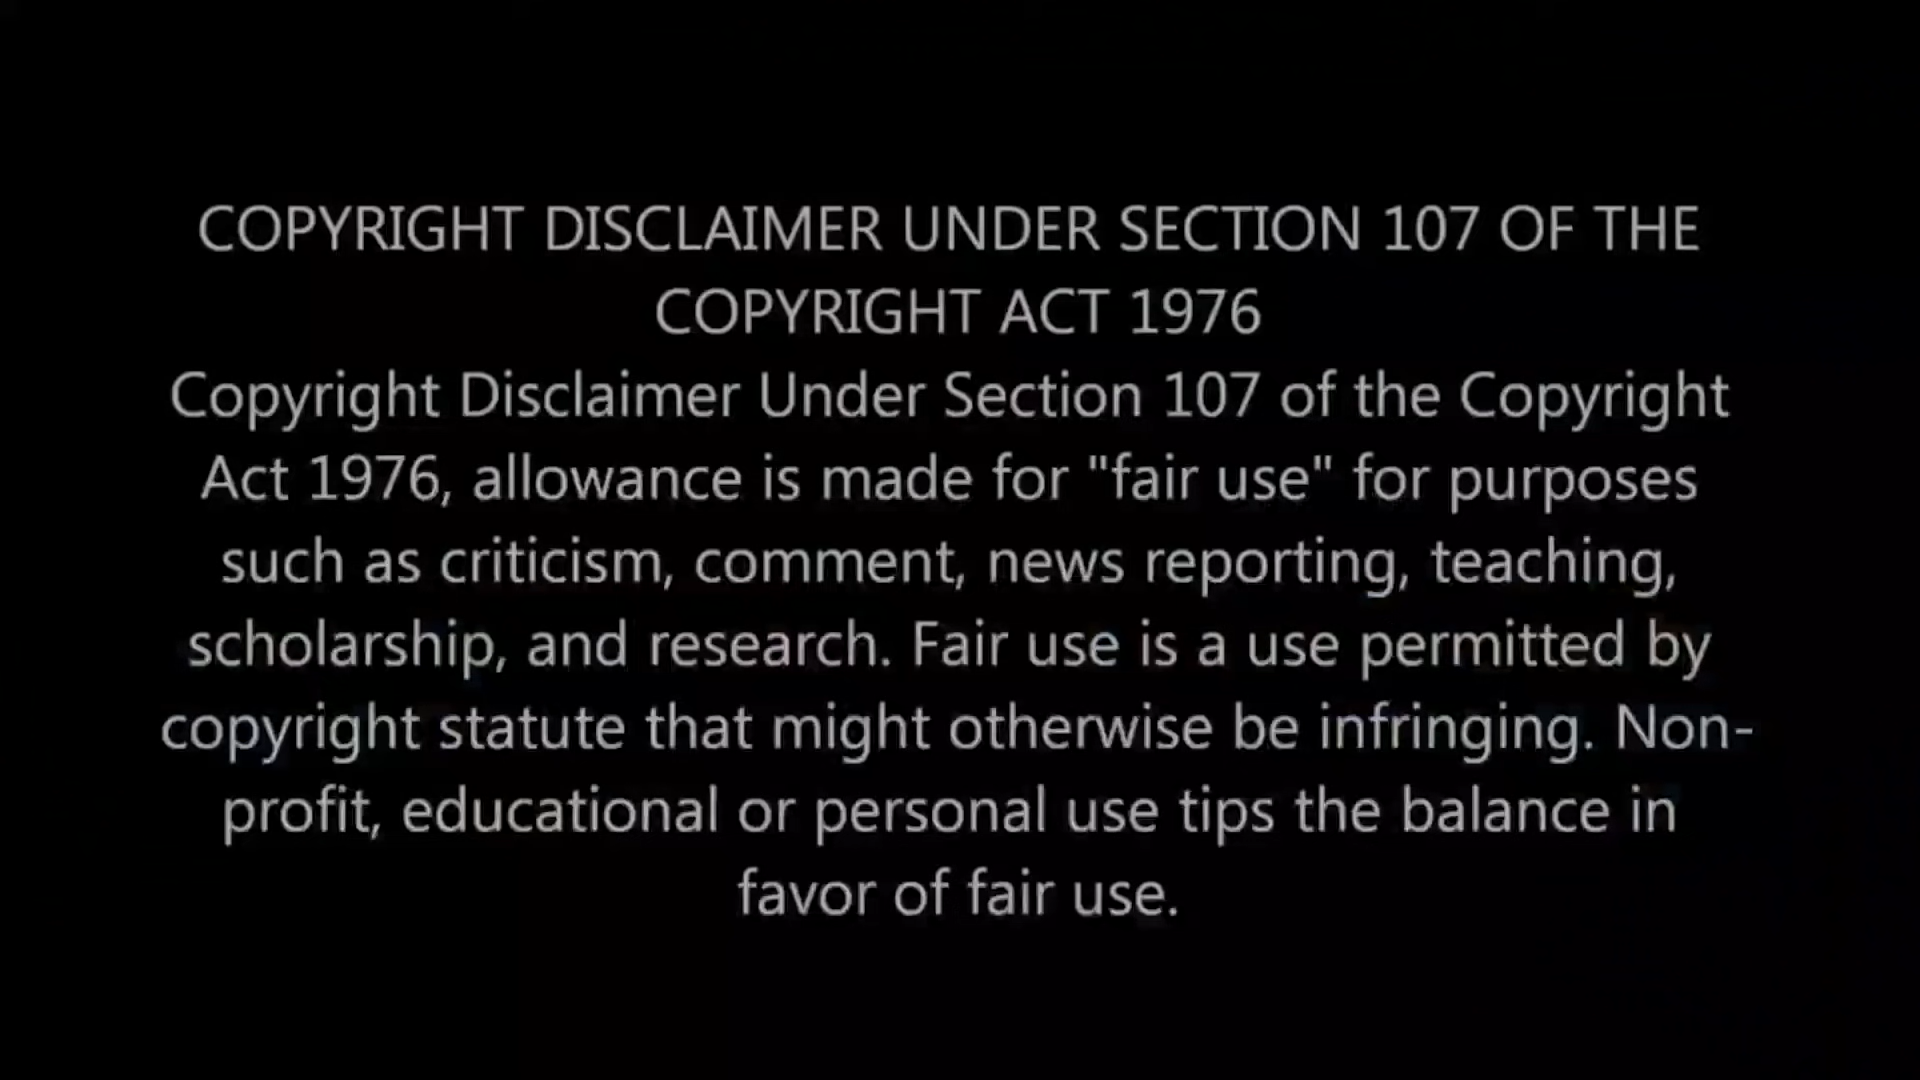 COPYRIGHT DISCLAIMER UNDER SECTION 107 OF THE
COPYRIGHT ACT 1976
Copyright Disclaimer Under Section 107 of the Copyright
Act 1976, allowance is made for "fair use" for purposes
such as criticism, comment, news reporting, teaching,
scholarship, and research. Fair use is a use permitted by
copyright statute that might otherwise be infringing. Non-
profit, educational or personal use tips the balance in
favor of fair use.